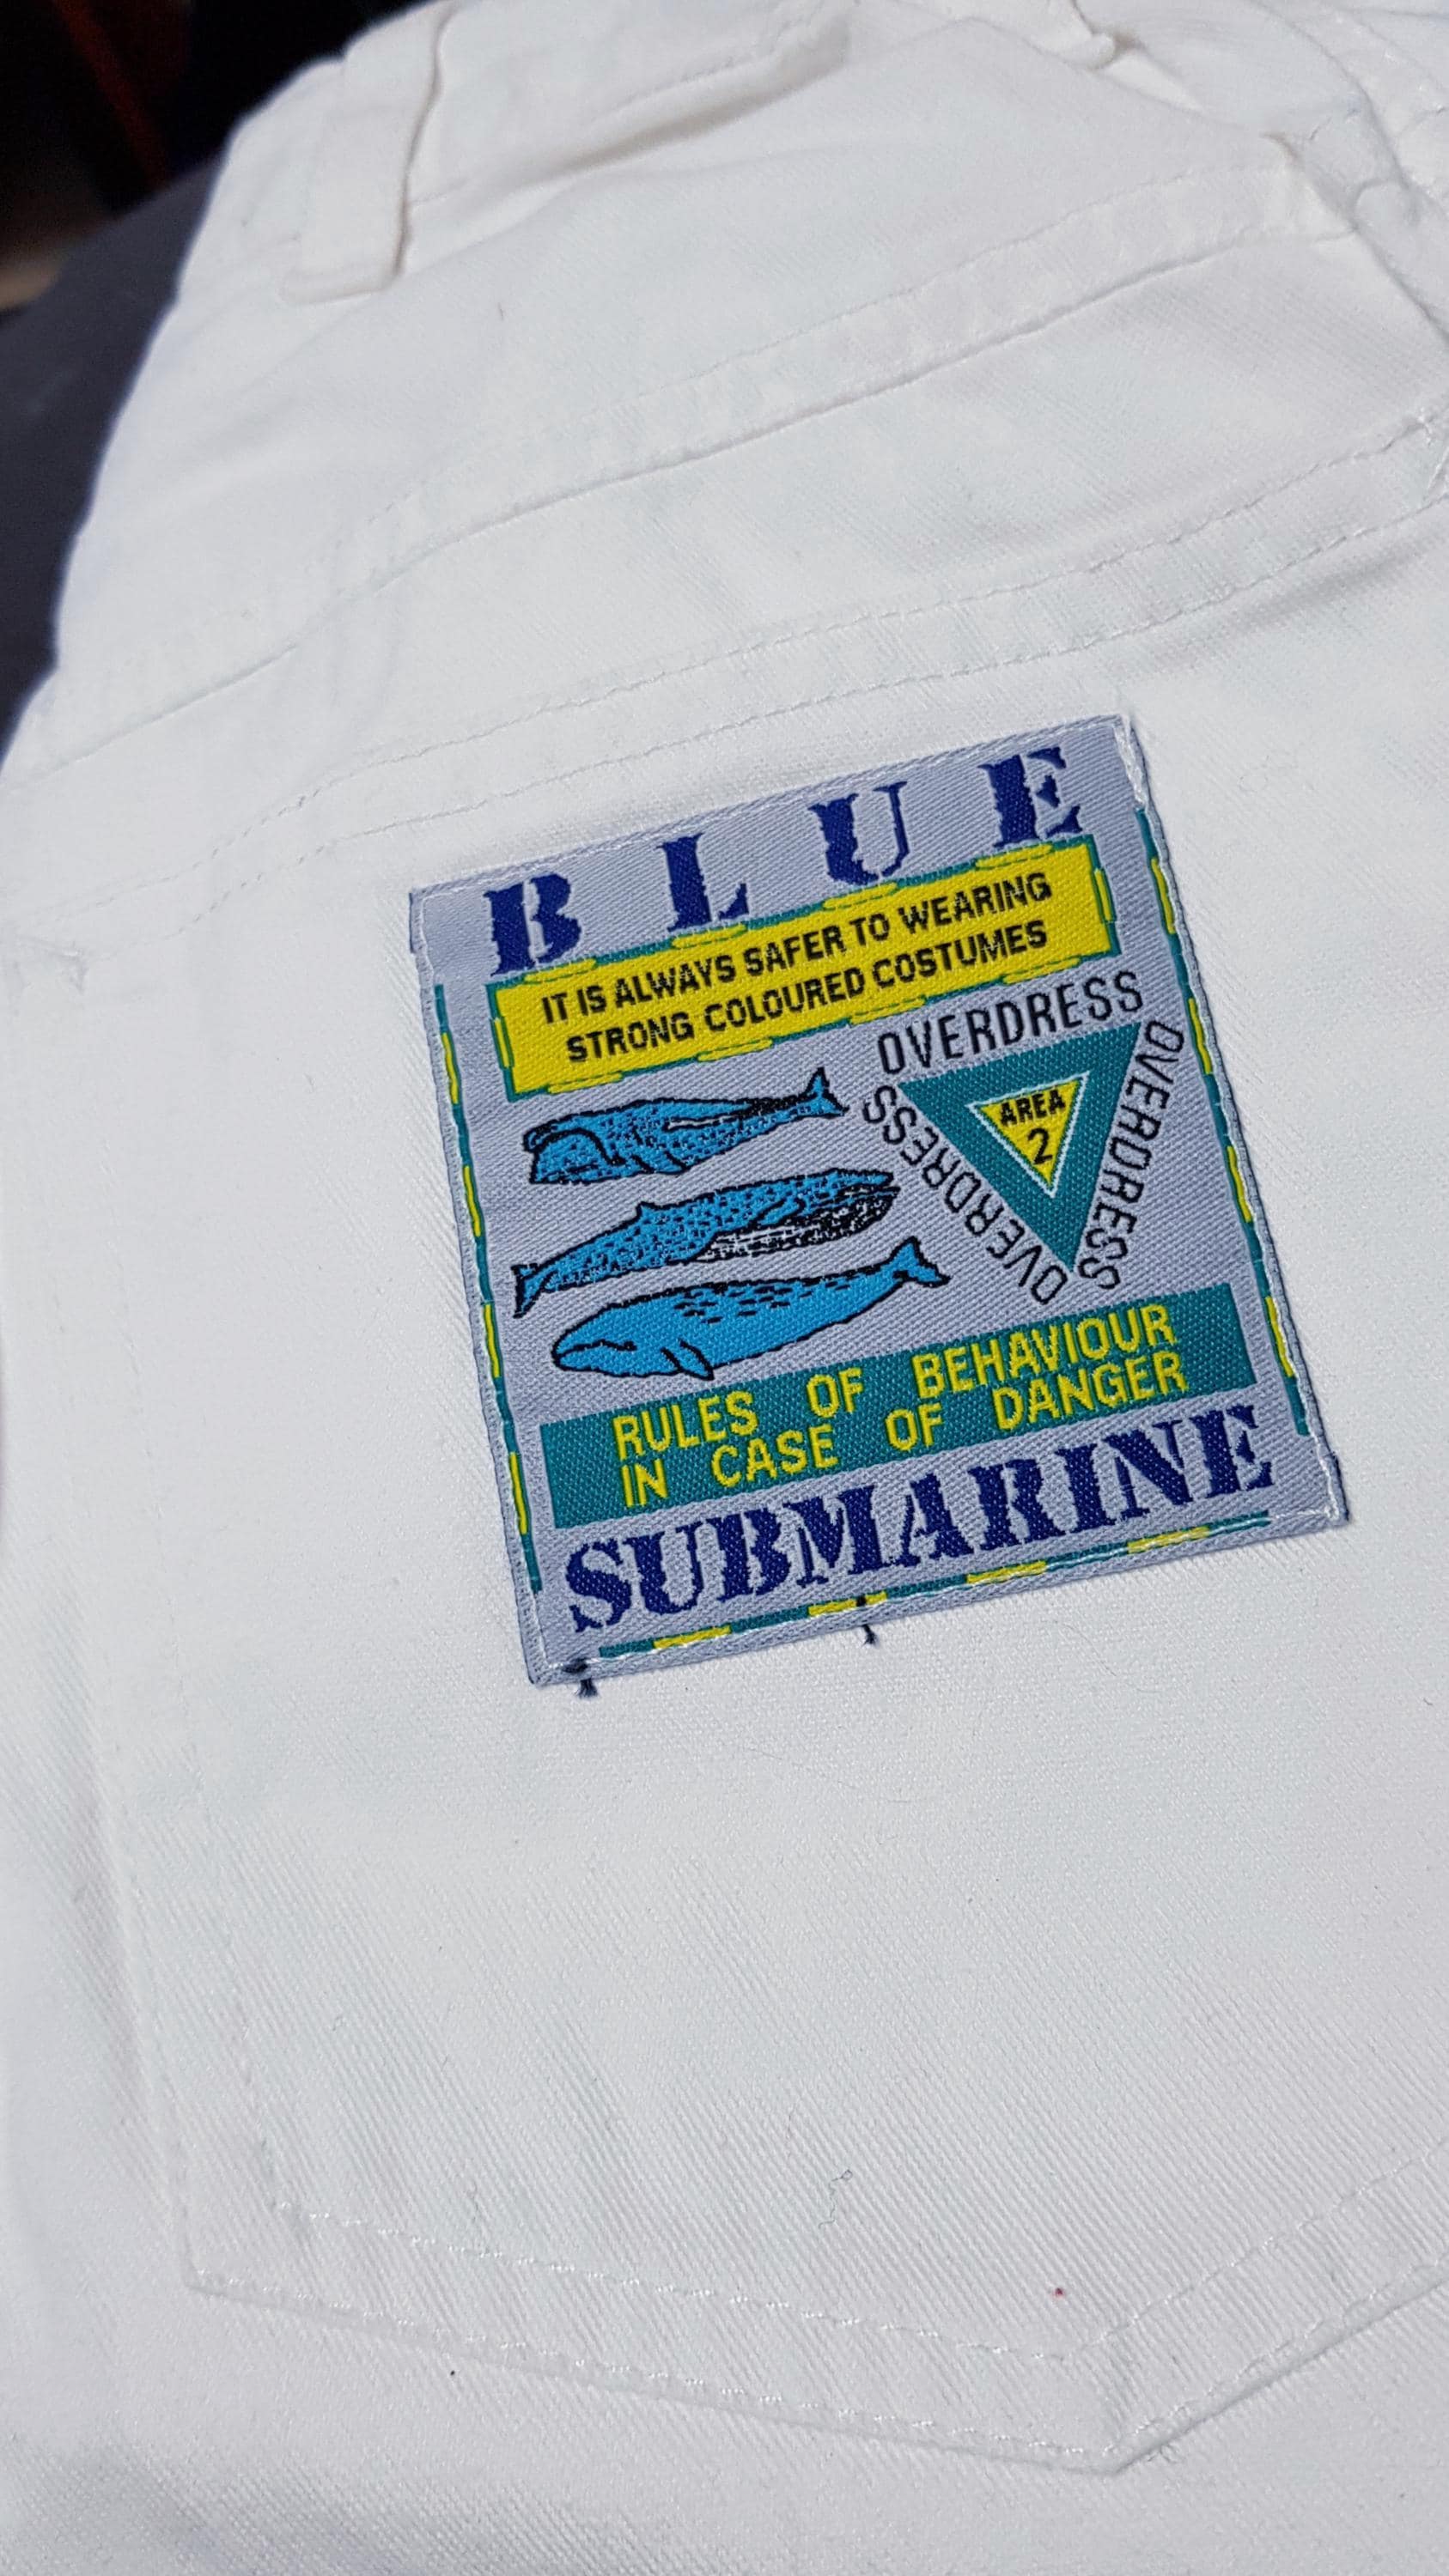 BLUE
IT IS ALWAYS SAFER TO WEARING
STRONG COLOURED COSTUMES
OVERDRESS
OVERDRESS
OVERDRESS
AREA
2
RULES OF BEHAVIOUR
IN CASE OF DANGER
SUBMARINE